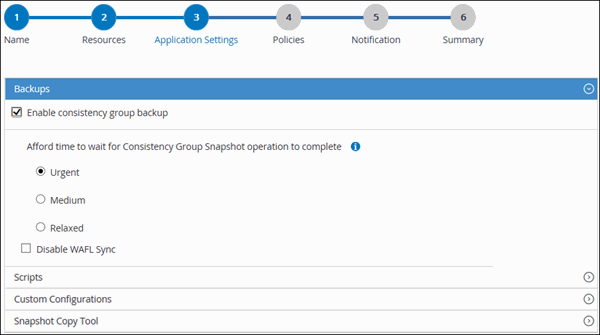 1 2 3 4 5 6
Name Resources Application Settings Policies Notification Summary
Backups
Enable consistency group backup
Afford time to wait for Consistency Group Snapshot operation to complete i
Urgent
Medium
Relaxed
Disable WAFL Sync
Scripts
Custom Configurations
Snapshot Copy Tool